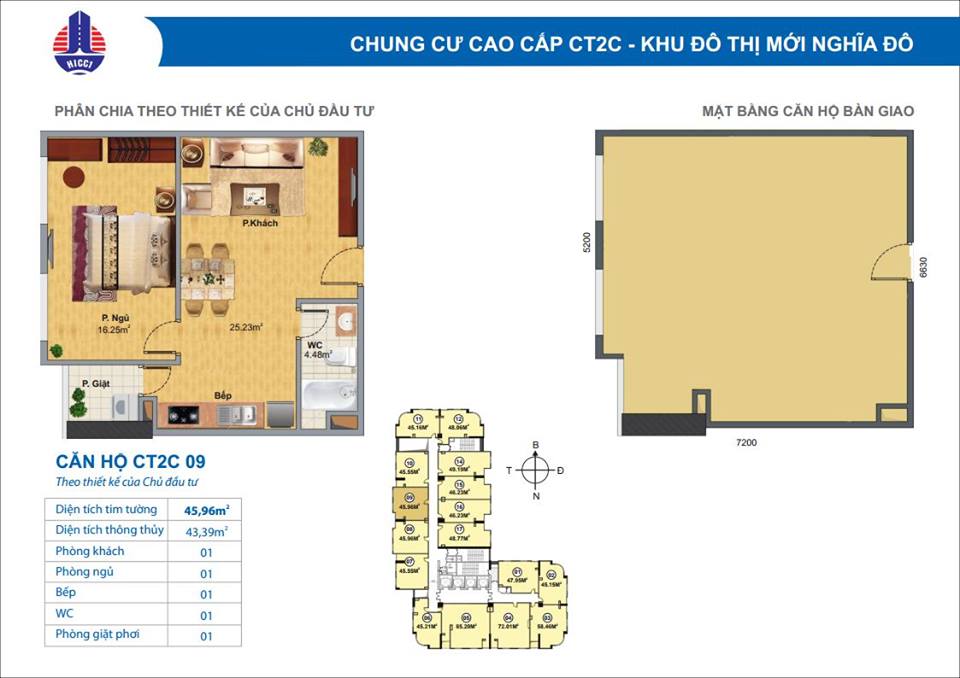 HICCI
CHUNG CƯ CAO CẤP CT2C - KHU ĐÔ THỊ MỚI NGHĨA ĐÔ
PHÂN CHIA THEO THIẾT KẾ CỦA CHỦ ĐẦU TƯ
MẶT BẰNG CĂN HỘ BÀN GIAO
P.Khách
P. Ngủ
16.25m²
25.23m²
WC
4.48m²
P. Giặt
Bếp
5200
6630
7200
CĂN HỘ CT2C 09
Theo thiết kế của Chủ đầu tư
Diện tích tim tường 45,96m²
Diện tích thông thủy 43,39m²
Phòng khách 01
Phòng ngủ 01
Bếp 01
WC 01
Phòng giặt phơi 01
11
45.16M²
12
48.06M²
10
45.55M²
14
49.19M²
09
45.96M²
15
46.23M²
16
46.23M²
08
45.96M²
17
48.77M²
07
45.55M²
01
47.95M²
02
45.15M²
06
45.21M²
05
65.29M²
04
72.01M²
03
58.46M²
B
T
Đ
N